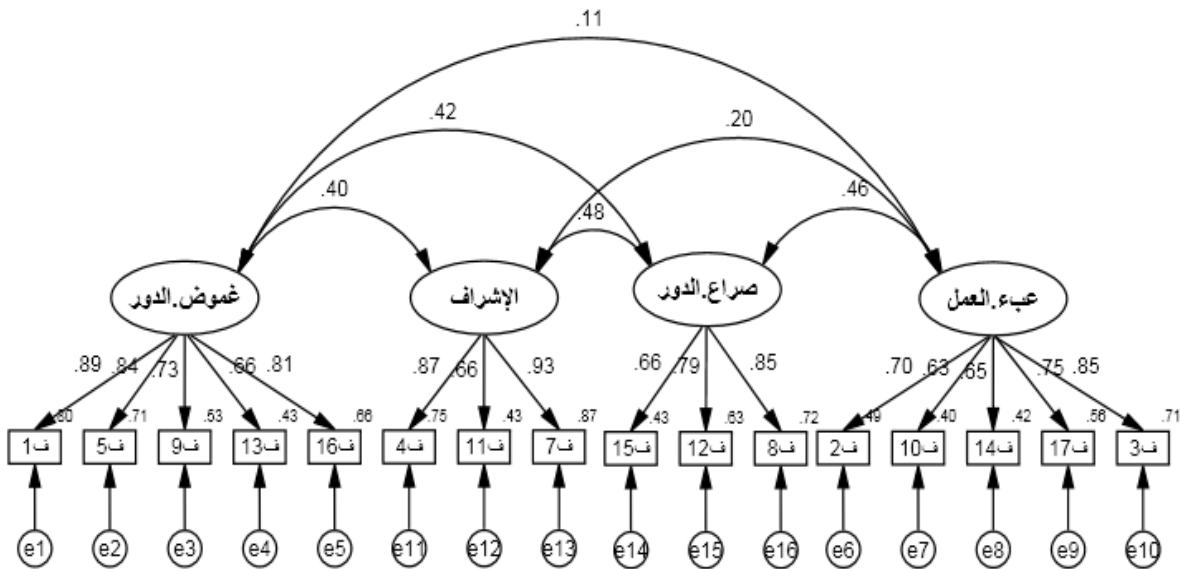 .11
.42
.20
.40
.48
.46
غموض.الدور
الإشراف
صراع.الدور
عبء.العمل
.89 .84 .73 .66 .81
.87 .66 .93
.66 .79 .85
.70 .63 .65 .75 .85
.80 .71 .53 .43 .66
.75 .43 .87
.43 .63 .72
.49 .40 .42 .56 .71
ف1 ف5 ف9 ف13 ف16
ف4 ف11 ف7
ف15 ف12 ف8
ف2 ف10 ف14 ف17 ف3
e1 e2 e3 e4 e5 e11 e12 e13 e14 e15 e16 e6 e7 e8 e9 e10